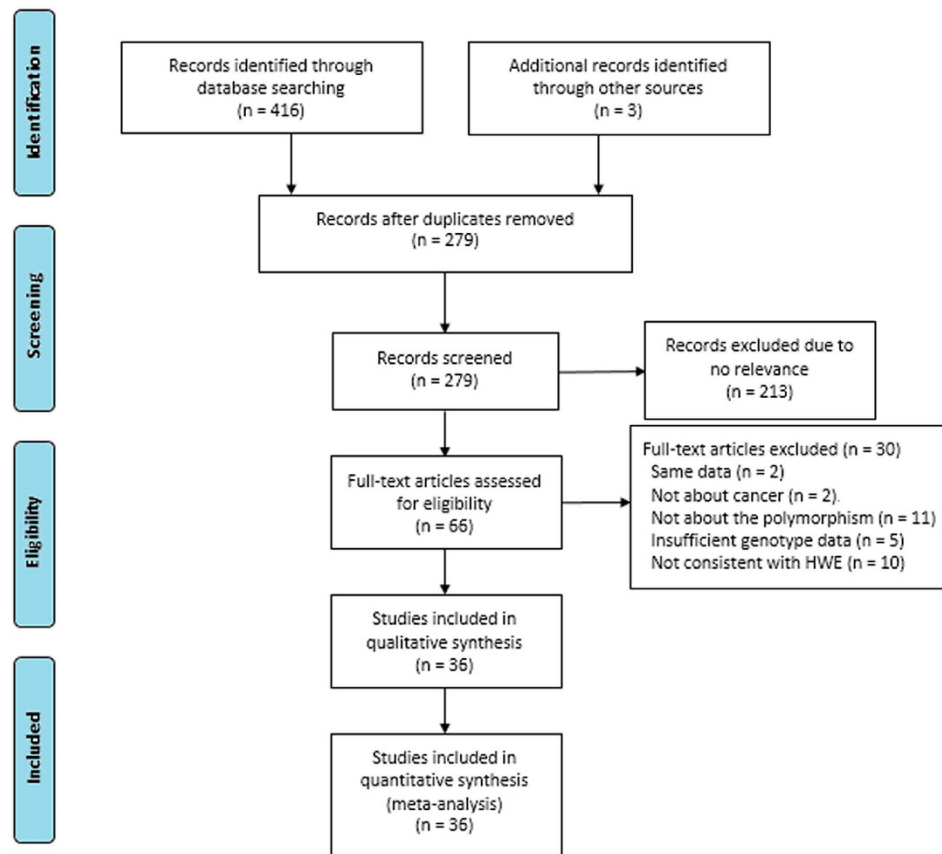 Identification
Records identified through
database searching
(n = 416)
Additional records identified
through other sources
(n = 3)
Records after duplicates removed
(n = 279)
Screening
Records screened
(n = 279)
Records excluded due to
no relevance
(n = 213)
Eligibility
Full-text articles assessed
for eligibility
(n = 66)
Full-text articles excluded (n = 30)
Same data (n = 2)
Not about cancer (n = 2).
Not about the polymorphism (n = 11)
Insufficient genotype data (n = 5)
Not consistent with HWE (n = 10)
Studies included in
qualitative synthesis
(n = 36)
Included
Studies included in
quantitative synthesis
(meta-analysis)
(n = 36)